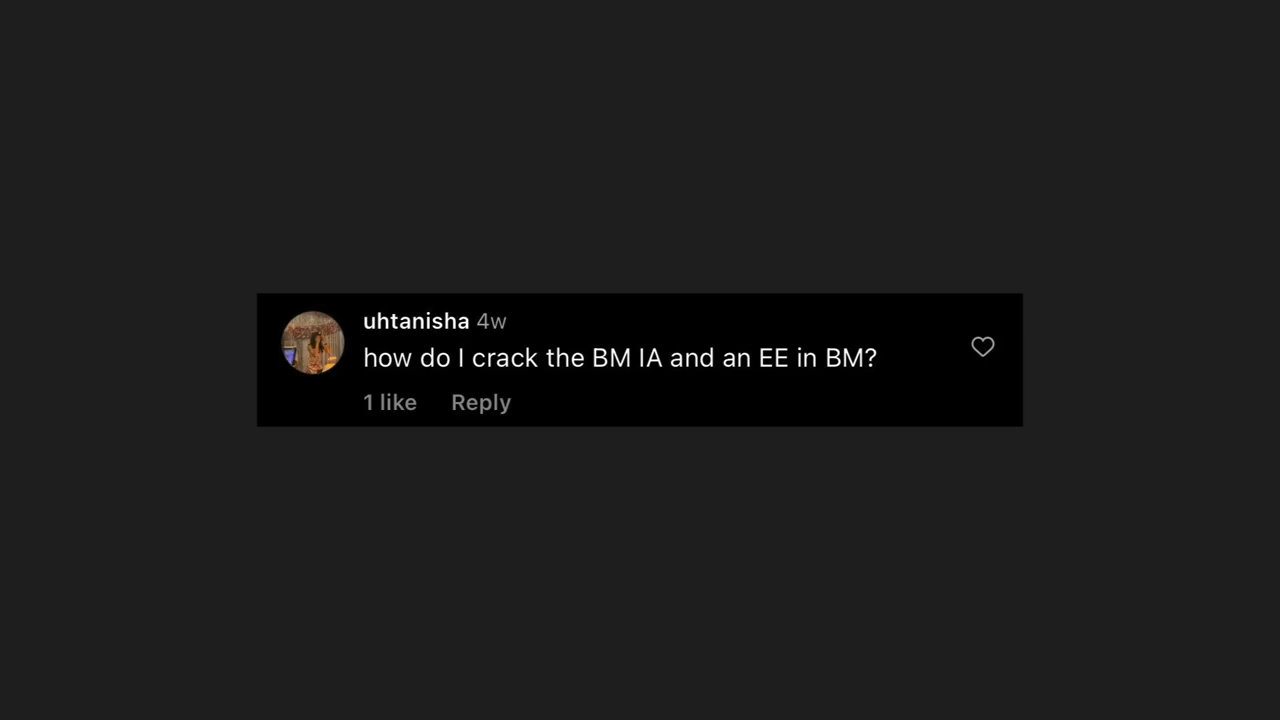 uhtanisha 4w
how do I crack the BM IA and an EE in BM?
1 like Reply